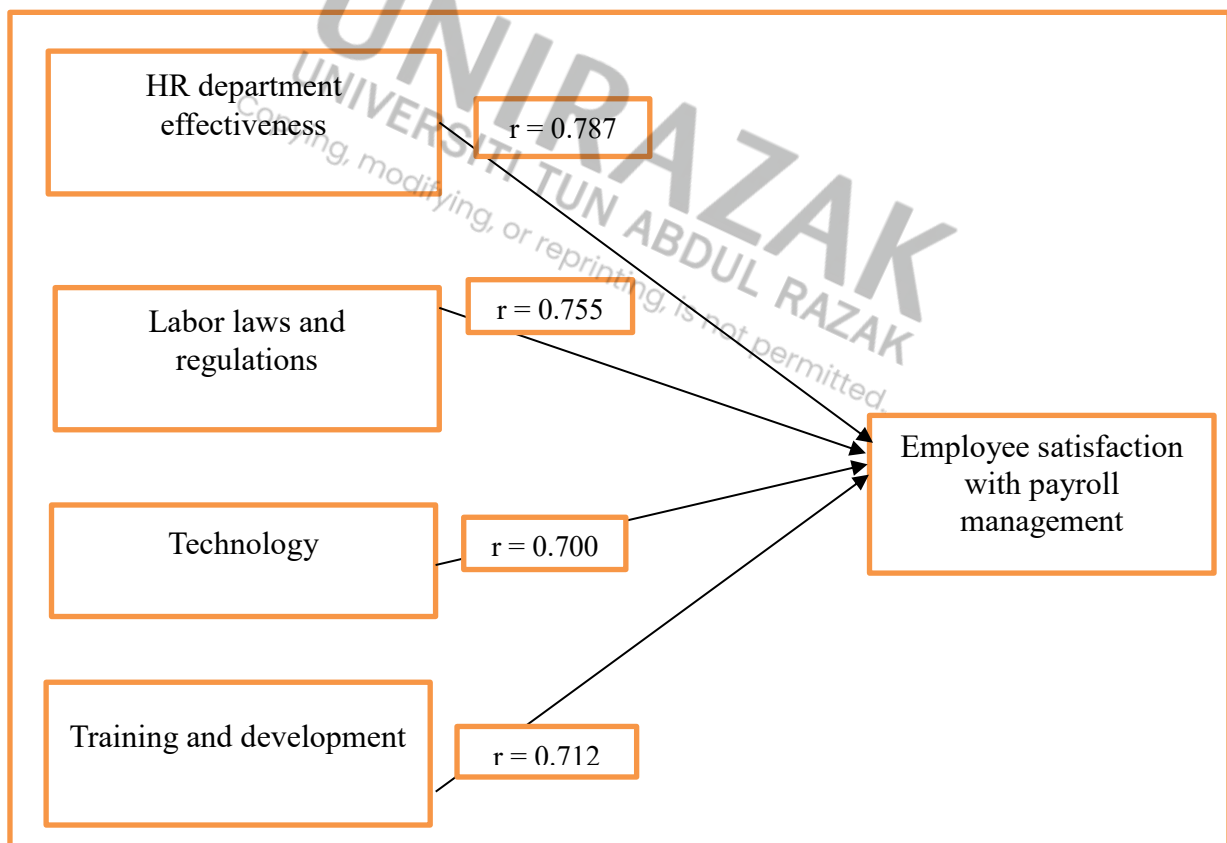 UNIRAZAK
UNIVERSITI TUN ABDUL RAZAK
Copying, modifying, or reprinting, is not permitted.
HR department
effectiveness
r = 0.787
Labor laws and
regulations
r = 0.755
Employee satisfaction
with payroll
management
Technology
r = 0.700
Training and development
r = 0.712